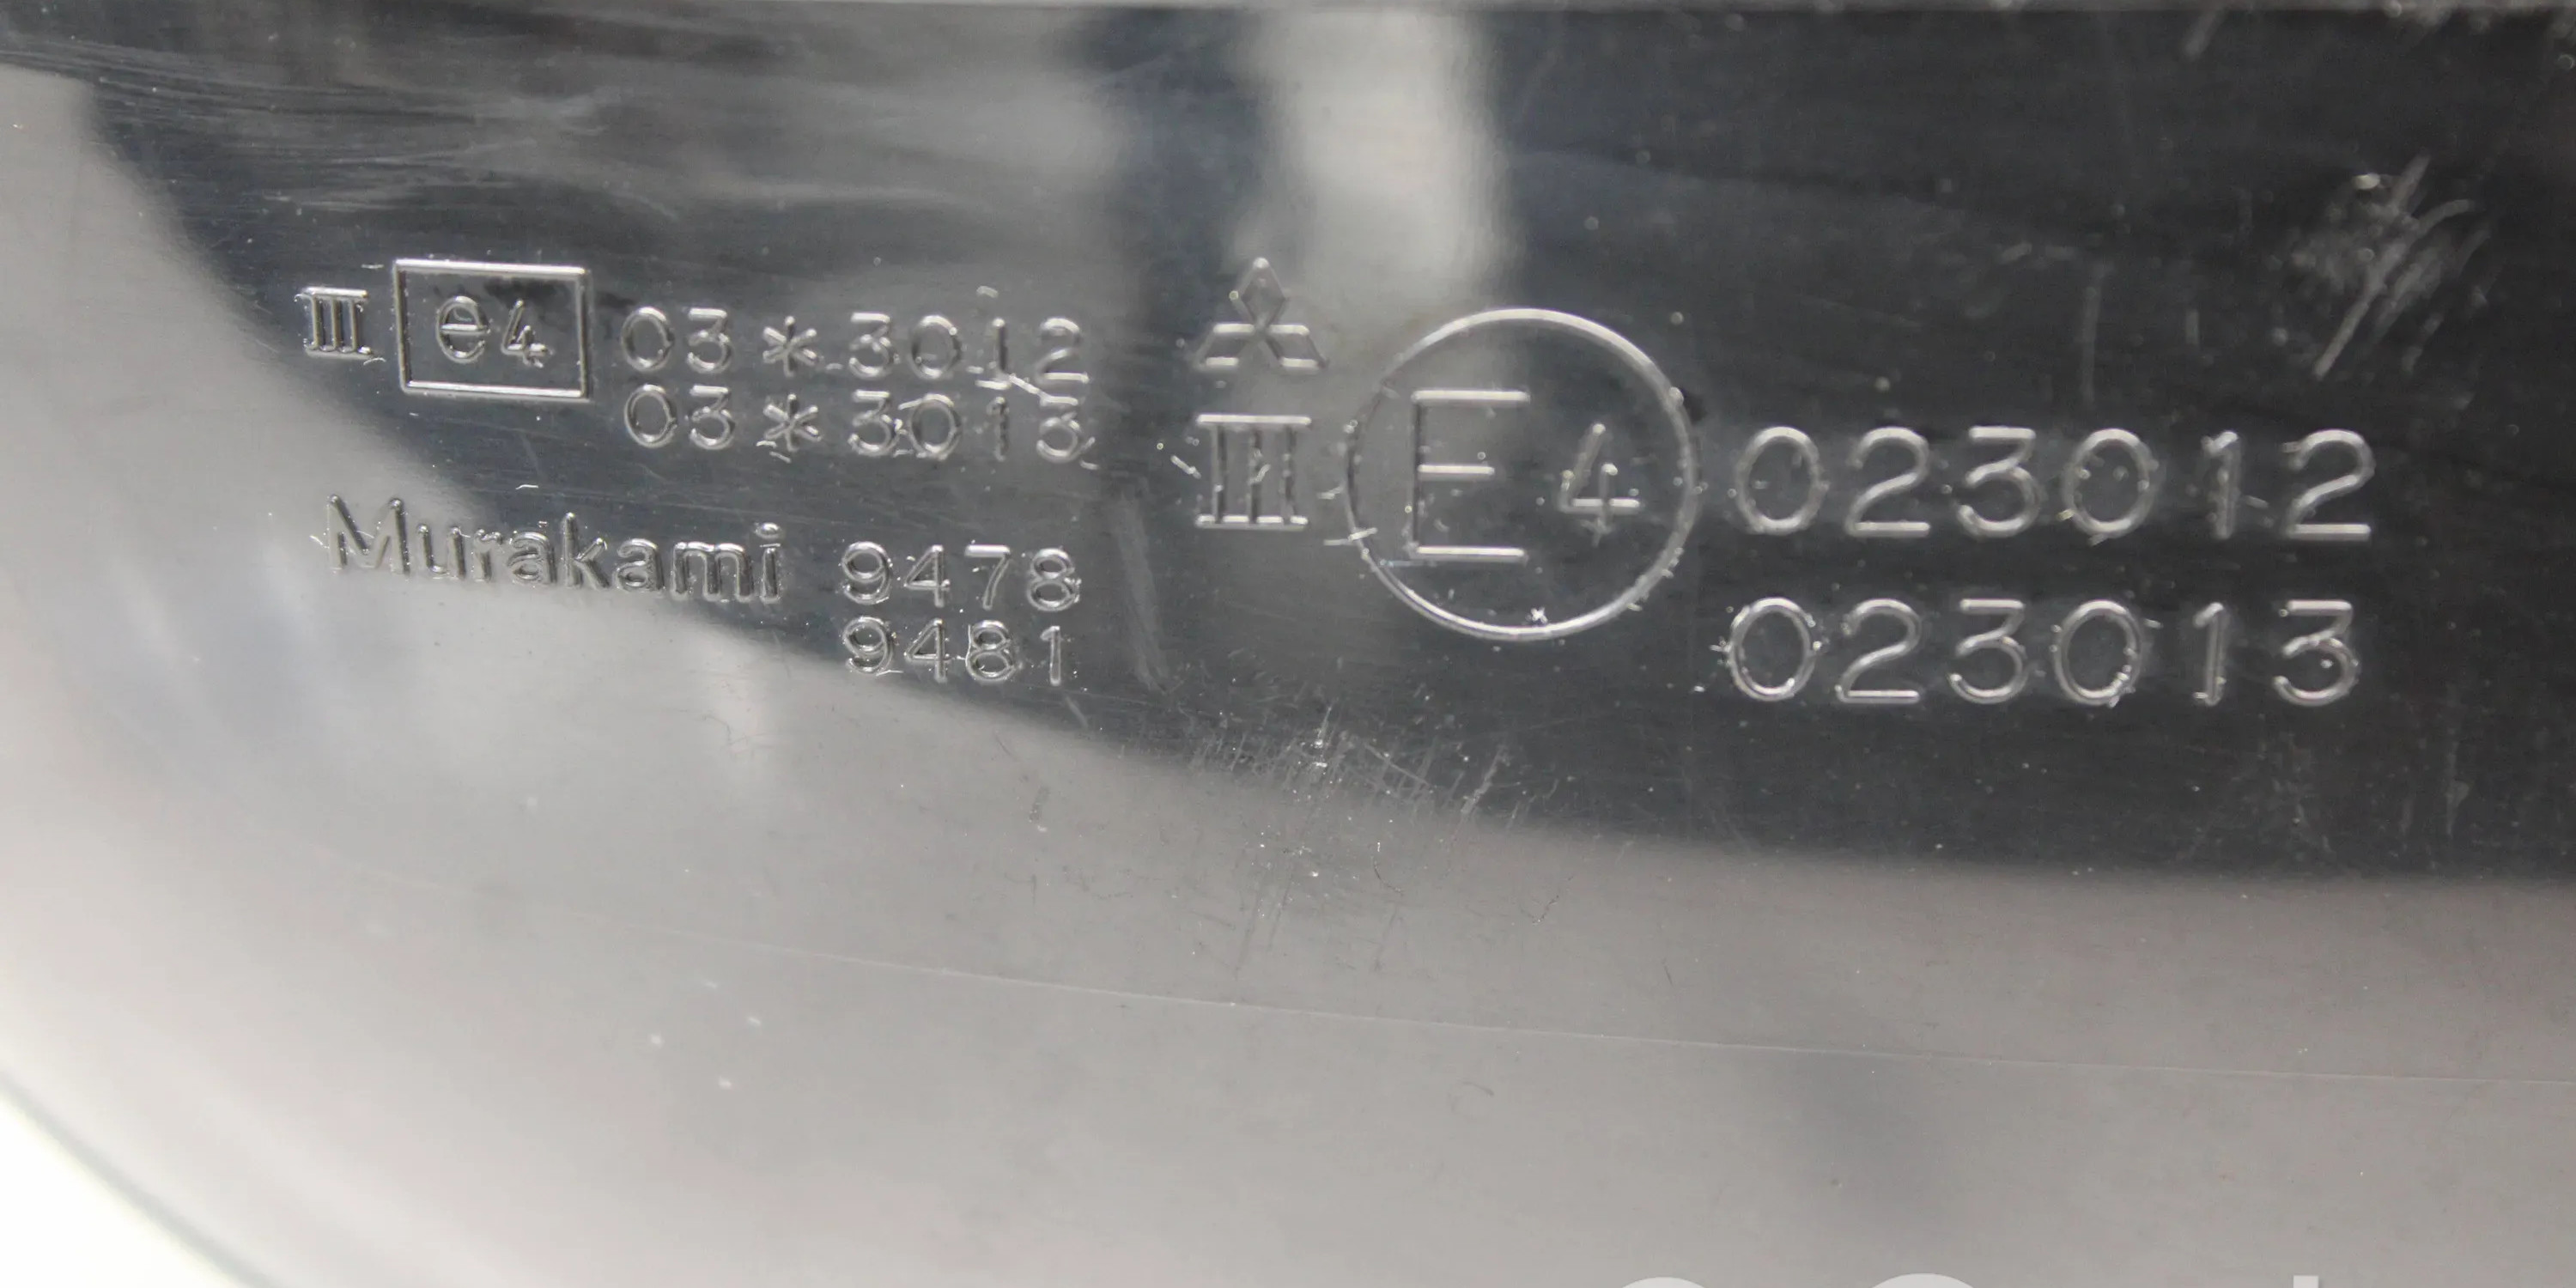 III e4 03*3012
03*3013
Murakami 9478
9481
III E4 023012
023013